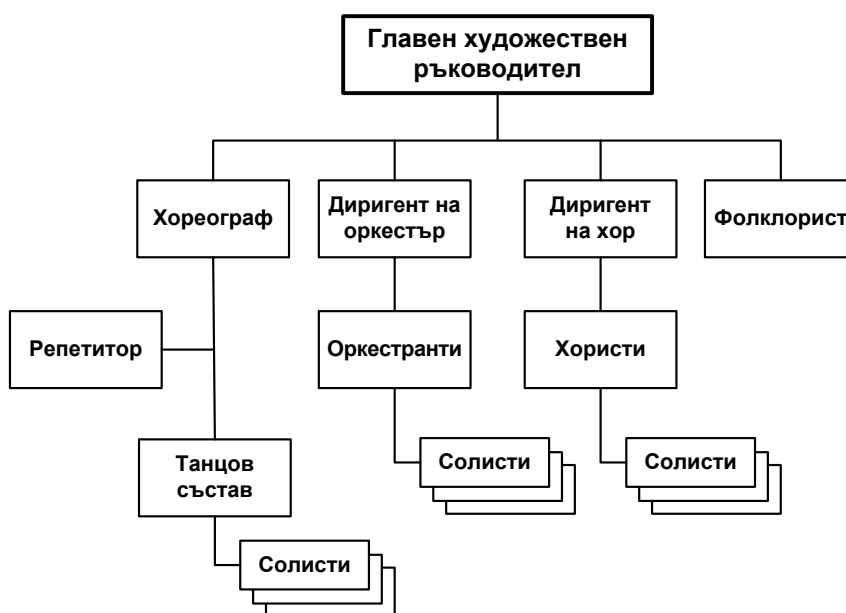 Главен художествен
ръководител
Хореограф
Диригент на
оркестър
Диригент
на хор
Фолклорист
Репетитор
Оркестранти
Хористи
Танцов
състав
Солисти
Солисти
Солисти